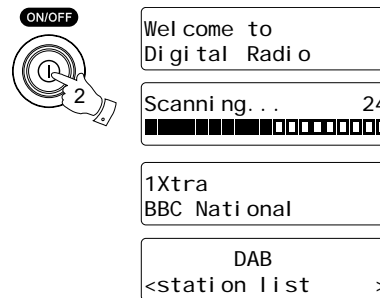 ON/OFF
2
Welcome to
Digital Radio
Scanning... 24
1Xtra
BBC National
DAB
<station list >